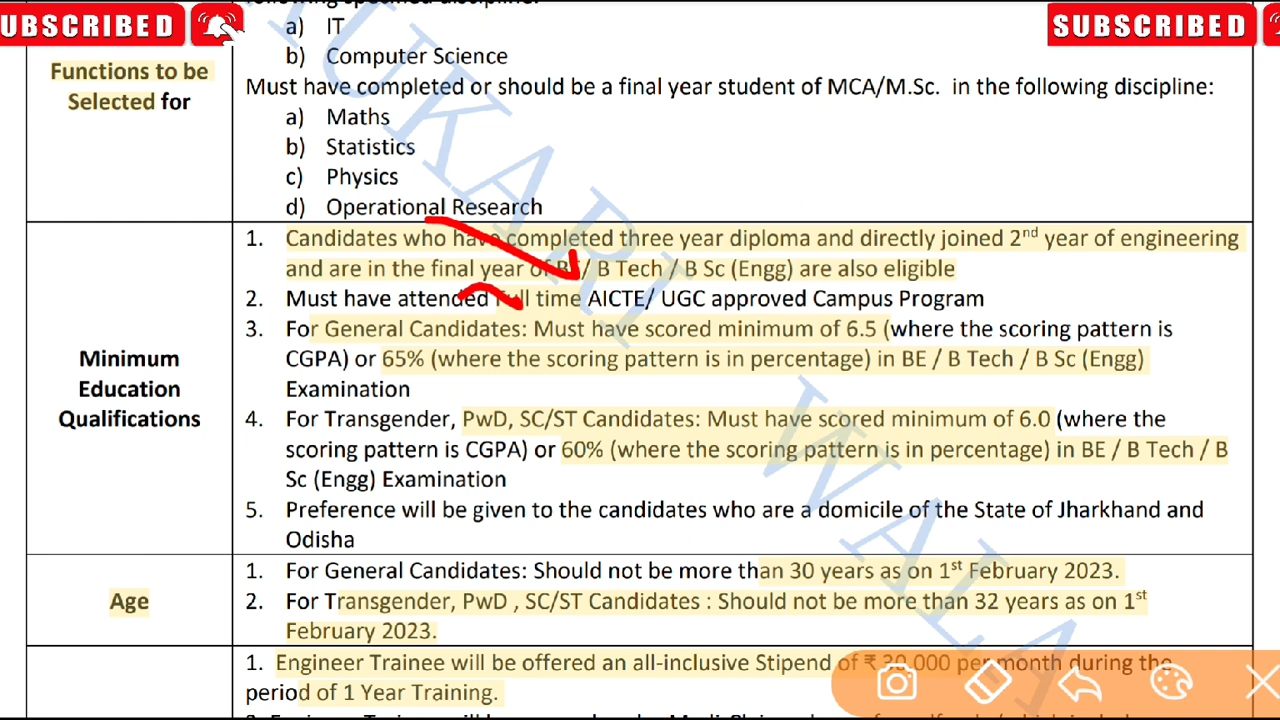 following specified discipline:
UBSCRIBED
SUBSCRIBED
a) IT
b) Computer Science
Functions to be
Selected for
Must have completed or should be a final year student of MCA/M.Sc. in the following discipline:
a) Maths
b) Statistics
c) Physics
d) Operational Research
Minimum
Education
Qualifications
1. Candidates who have completed three year diploma and directly joined 2nd year of engineering
and are in the final year of BE/ B Tech / B Sc (Engg) are also eligible
2. Must have attended Full time AICTE/ UGC approved Campus Program
3. For General Candidates: Must have scored minimum of 6.5 (where the scoring pattern is
CGPA) or 65% (where the scoring pattern is in percentage) in BE / B Tech / B Sc (Engg)
Examination
4. For Transgender, PwD, SC/ST Candidates: Must have scored minimum of 6.0 (where the
scoring pattern is CGPA) or 60% (where the scoring pattern is in percentage) in BE / B Tech / B
Sc (Engg) Examination
5. Preference will be given to the candidates who are a domicile of the State of Jharkhand and
Odisha
Age
1. For General Candidates: Should not be more than 30 years as on 1st February 2023.
2. For Transgender, PwD , SC/ST Candidates : Should not be more than 32 years as on 1st
February 2023.
1. Engineer Trainee will be offered an all-inclusive Stipend of ₹ 30,000 per month during the
period of 1 Year Training.
UKARI WALA